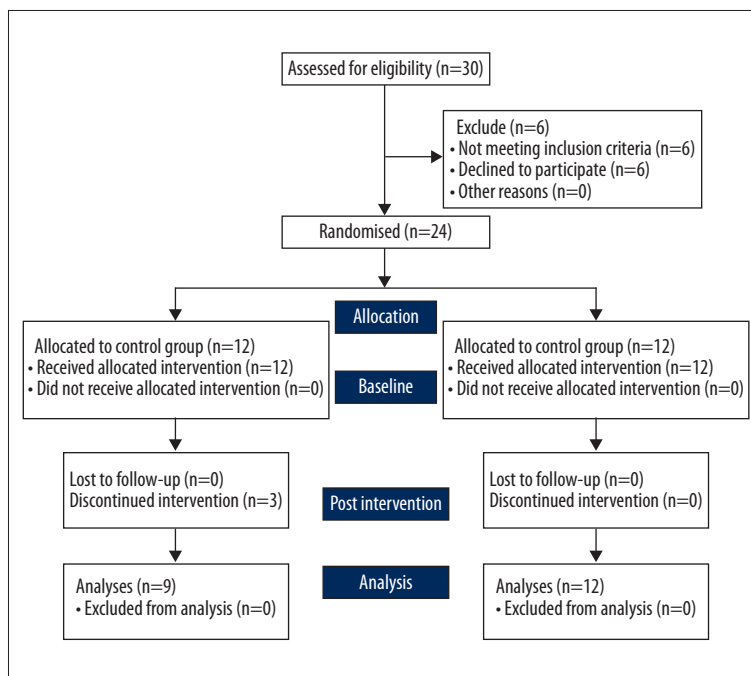 Assessed for eligibility (n=30)
Exclude (n=6)
• Not meeting inclusion criteria (n=6)
• Declined to participate (n=6)
• Other reasons (n=0)
Randomised (n=24)
Allocation
Allocated to control group (n=12)
• Received allocated intervention (n=12)
• Did not receive allocated intervention (n=0)
Allocated to control group (n=12)
• Received allocated intervention (n=12)
• Did not receive allocated intervention (n=0)
Baseline
Lost to follow-up (n=0)
Discontinued intervention (n=3)
Lost to follow-up (n=0)
Discontinued intervention (n=0)
Post intervention
Analysis
Analyses (n=9)
• Excluded from analysis (n=0)
Analyses (n=12)
• Excluded from analysis (n=0)